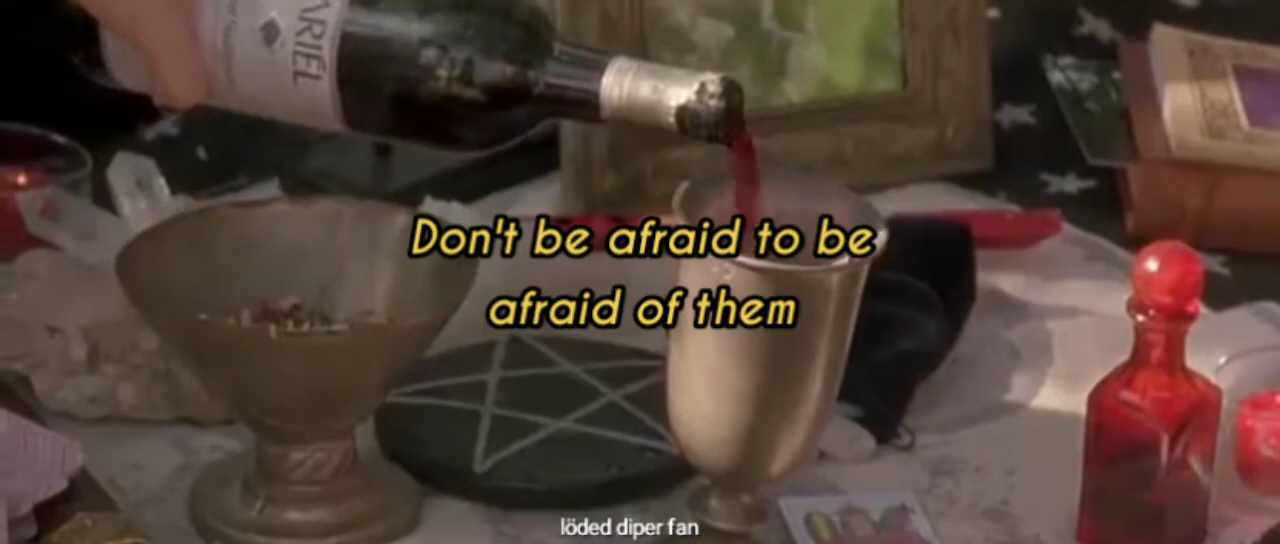 ARIEL
Don't be afraid to be
afraid of them
löded diper fan